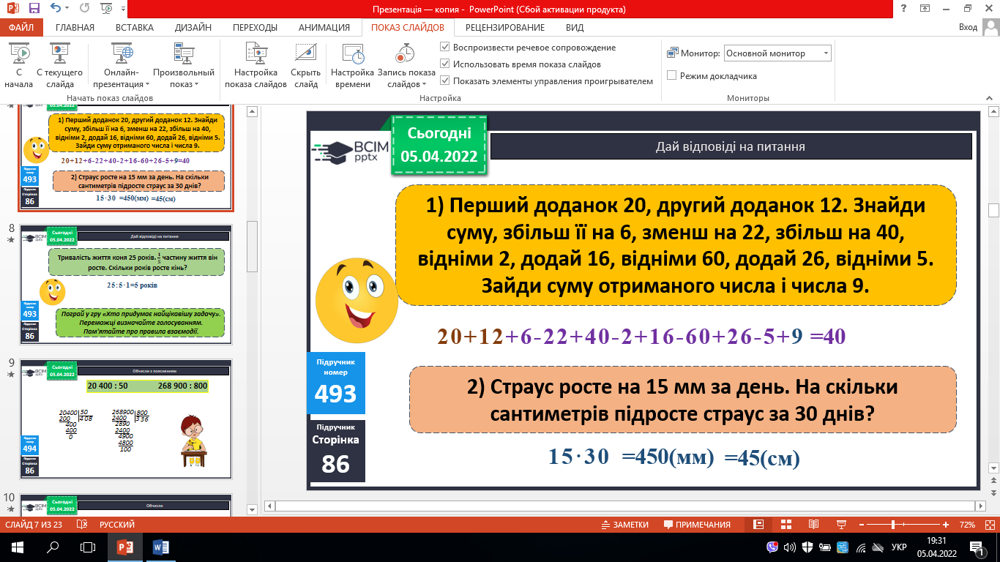 Презентація — копия - PowerPoint (Сбой активации продукта)
ФАЙЛ ГЛАВНАЯ ВСТАВКА ДИЗАЙН ПЕРЕХОДЫ АНИМАЦИЯ ПОКАЗ СЛАЙДОВ РЕЦЕНЗИРОВАНИЕ ВИД Вход
С начала
С текущего слайда
Онлайн-презентация
Произвольный показ
Начать показ слайдов
Настройка показа слайдов
Скрыть слайд
Настройка времени
Запись показа слайдов
Воспроизвести речевое сопровождение
Использовать время показа слайдов
Показать элементы управления проигрывателем
Настройка
Монитор: Основной монитор
Режим докладчика
Мониторы
05.04.2022
1) Перший доданок 20, другий доданок 12. Знайди
суму, збільш її на 6, зменш на 22, збільш на 40,
відніми 2, додай 16, відніми 60, додай 26, відніми 5.
Зайди суму отриманого числа і числа 9.
20+12+6-22+40-2+16-60+26-5+9=40
Підручник
номер
493
2) Страус росте на 15 мм за день. На скільки
сантиметрів підросте страус за 30 днів?
Підручник
Сторінка
86
15·30 =450(мм) =45(см)
8
Сьогодні
05.04.2022
Дай відповіді на питання
ВСІМ
pptx
Тривалість життя коня 25 років. 1/5 частину життя він
росте. Скільки років росте кінь?
25:5·1=5 років
Підручник
номер
493
Підручник
Сторінка
86
Пограй у гру «Хто придумає найцікавішу задачу».
Переможці визначайте голосуванням.
Пам'ятайте про правила взаємодії.
9
Сьогодні
05.04.2022
Обчисли з поясненням
ВСІМ
pptx
20 400 : 50 268 900 : 800
20400 50
200 408
400
400
0
268900 800
2400 336
2890
2400
4900
4800
100
Підручник
номер
494
Підручник
Сторінка
86
10
Сьогодні
05.04.2022
Обчисли
ВСІМ
Сьогодні
05.04.2022
ВСІМ
pptx
Дай відповіді на питання
1) Перший доданок 20, другий доданок 12. Знайди
суму, збільш її на 6, зменш на 22, збільш на 40,
відніми 2, додай 16, відніми 60, додай 26, відніми 5.
Зайди суму отриманого числа і числа 9.
20+12+6-22+40-2+16-60+26-5+9 =40
Підручник
номер
493
2) Страус росте на 15 мм за день. На скільки
сантиметрів підросте страус за 30 днів?
Підручник
Сторінка
86
15·30 =450(мм) =45(см)
СЛАЙД 7 ИЗ 23 РУССКИЙ ЗАМЕТКИ ПРИМЕЧАНИЯ 72%
УКР
19:31
05.04.2022
1